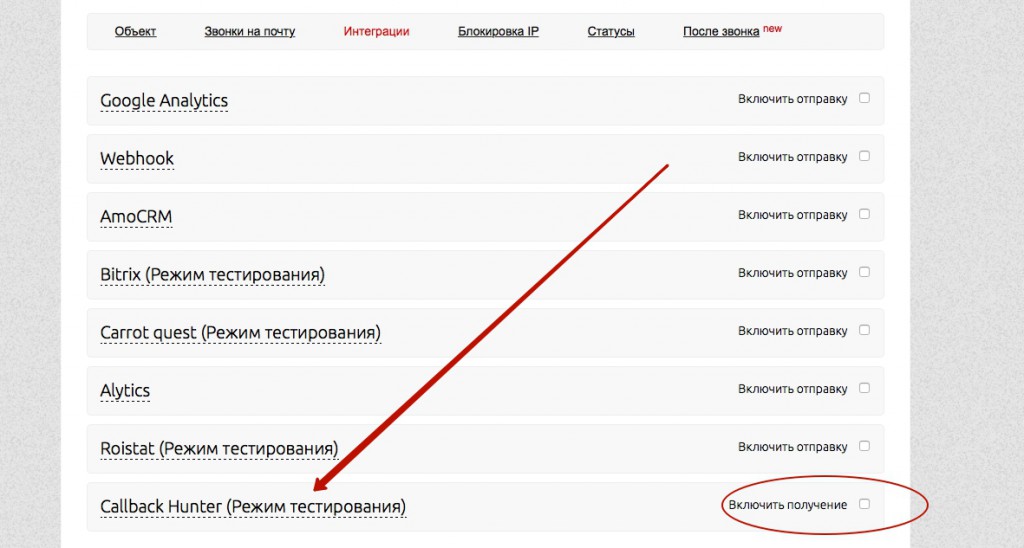 Объект Звонки на почту Интеграции Блокировка IP Статусы После звонка new
Google Analytics Включить отправку
Webhook Включить отправку
AmoCRM Включить отправку
Bitrix (Режим тестирования) Включить отправку
Carrot quest (Режим тестирования) Включить отправку
Alytics Включить отправку
Roistat (Режим тестирования) Включить отправку
Callback Hunter (Режим тестирования) Включить получение